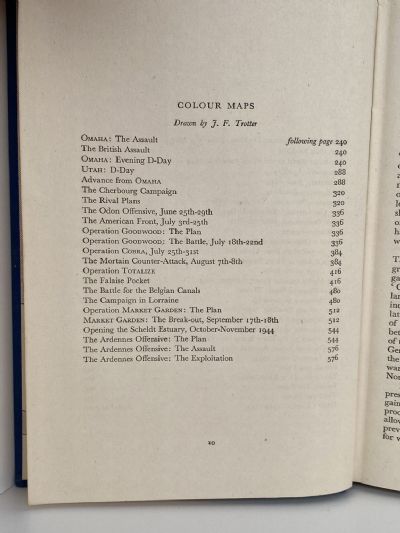 COLOUR MAPS
Drawn by J. F. Trotter
OMAHA: The Assault following page 240
The British Assault 240
OMAHA: Evening D-Day 240
UTAH: D-Day 288
Advance from OMAHA 288
The Cherbourg Campaign 320
The Rival Plans 320
The Odon Offensive, June 25th-29th 336
The American Front, July 3rd-25th 336
Operation GOODWOOD: The Plan 336
Operation GOODWOOD: The Battle, July 18th-22nd 336
Operation COBRA, July 25th-31st 384
The Mortain Counter-Attack, August 7th-8th 384
Operation TOTALIZE 416
The Falaise Pocket 416
The Battle for the Belgian Canals 480
The Campaign in Lorraine 480
Operation MARKET GARDEN: The Plan 512
MARKET GARDEN: The Break-out, September 17th-18th 512
Opening the Scheldt Estuary, October-November 1944 544
The Ardennes Offensive: The Plan 544
The Ardennes Offensive: The Assault 576
The Ardennes Offensive: The Exploitation 576
10